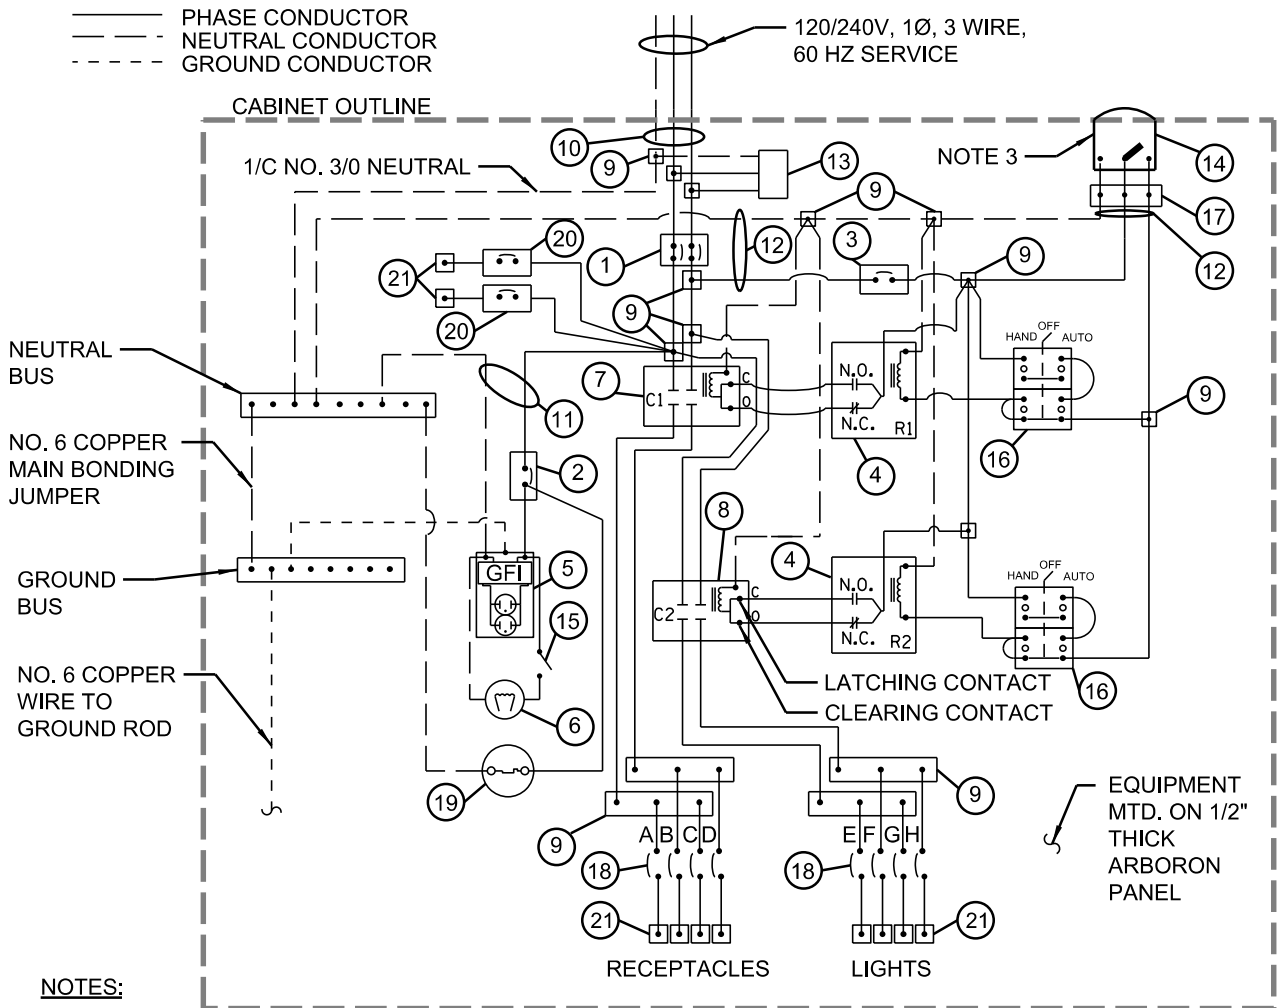 PHASE CONDUCTOR
NEUTRAL CONDUCTOR
GROUND CONDUCTOR
120/240V, 1Ø, 3 WIRE,
60 HZ SERVICE
CABINET OUTLINE
1/C NO. 3/0 NEUTRAL
10
9
13
NOTE 3
14
9
17
20
1
12
3
9
12
21
9
20
HAND
OFF
AUTO
NEUTRAL
BUS
7
C1
C
O
N.O.
N.C.
R1
9
11
16
NO. 6 COPPER
MAIN BONDING
JUMPER
2
4
8
GROUND
BUS
GFI
5
4
HAND
OFF
AUTO
C2
C
O
N.O.
N.C.
R2
15
NO. 6 COPPER
WIRE TO
GROUND ROD
6
LATCHING CONTACT
CLEARING CONTACT
16
19
9
9
EQUIPMENT
MTD. ON 1/2"
THICK
ARBORON
PANEL
A B C D
E F G H
18
18
21
21
RECEPTACLES
LIGHTS
NOTES: